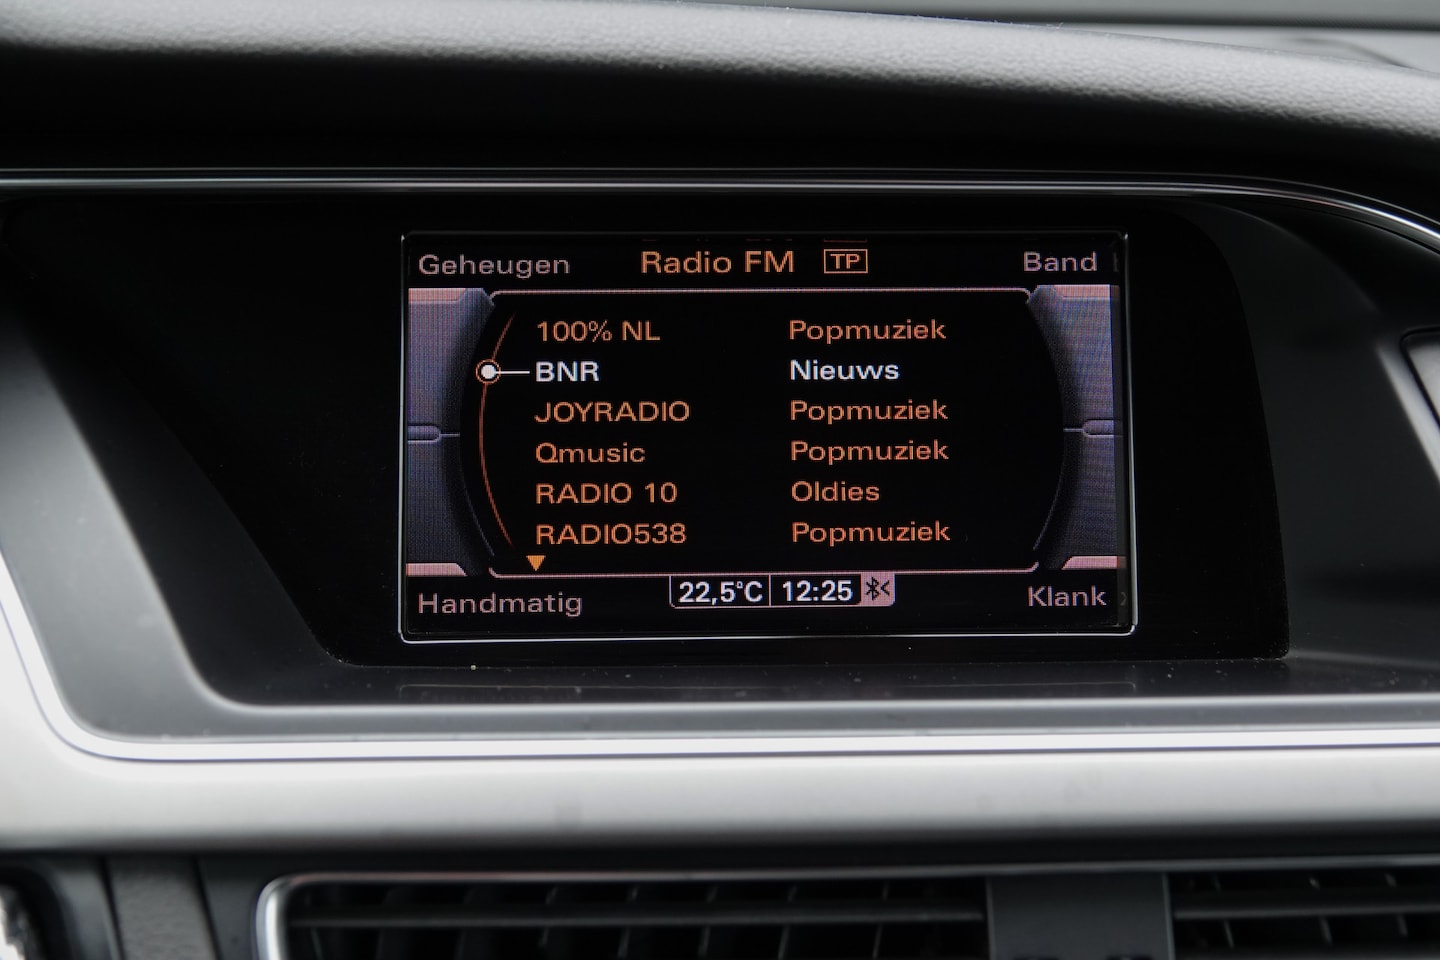 Geheugen Radio FM TP Band
100% NL Popmuziek
BNR Nieuws
JOYRADIO Popmuziek
Qmusic Popmuziek
RADIO 10 Oldies
RADIO538 Popmuziek
Handmatig 22,5°C 12:25 Klank